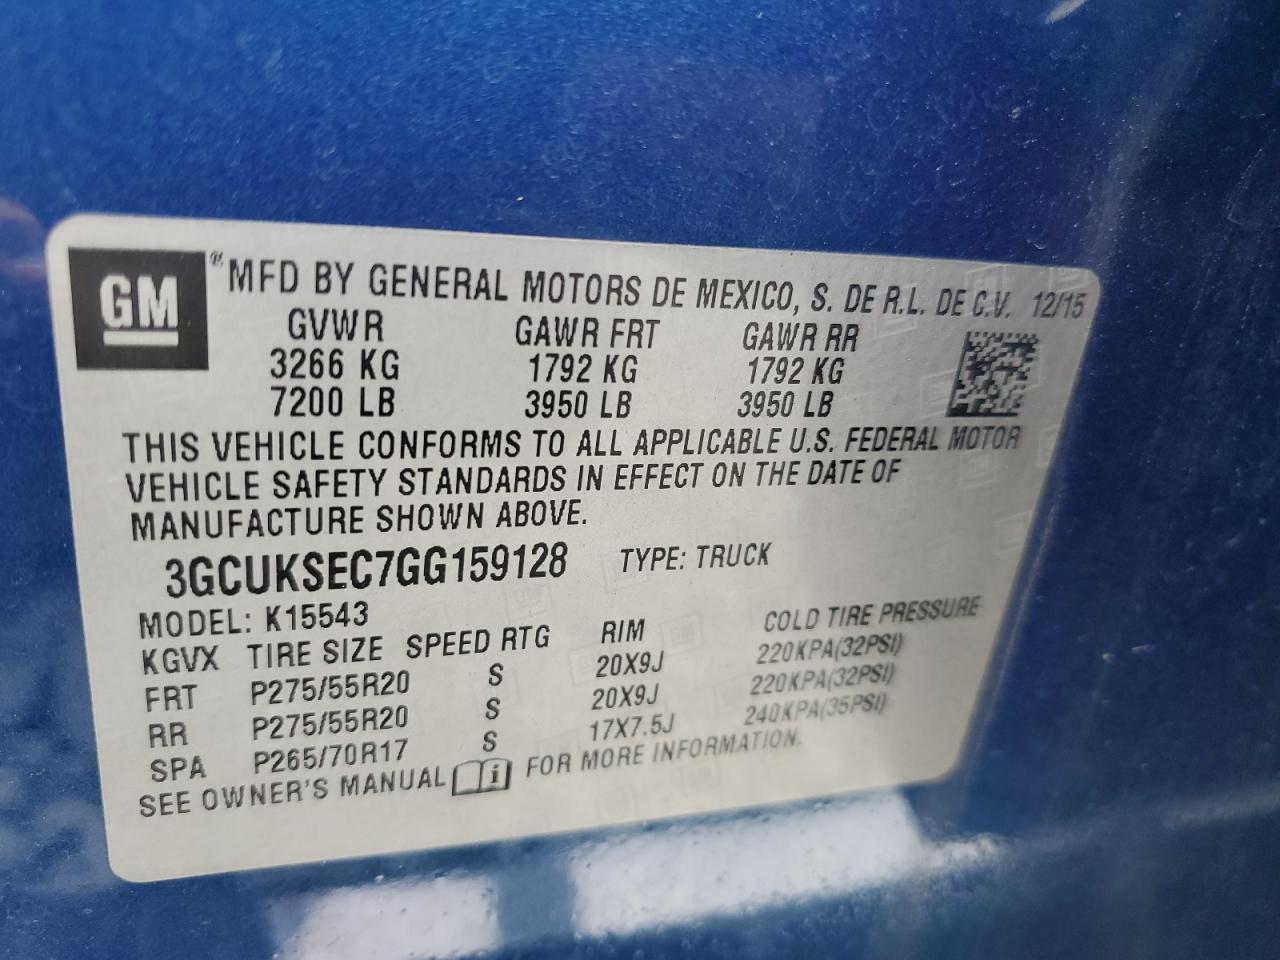 GM ® MFD BY GENERAL MOTORS DE MEXICO, S. DE R.L. DE C.V. 12/15
GVWR GAWR FRT GAWR RR
3266 KG 1792 KG 1792 KG
7200 LB 3950 LB 3950 LB
THIS VEHICLE CONFORMS TO ALL APPLICABLE U.S. FEDERAL MOTOR
VEHICLE SAFETY STANDARDS IN EFFECT ON THE DATE OF
MANUFACTURE SHOWN ABOVE.
3GCUKSEC7GG159128 TYPE: TRUCK
MODEL: K15543
KGVX TIRE SIZE SPEED RTG RIM COLD TIRE PRESSURE
FRT P275/55R20 S 20X9J 220KPA(32PSI)
RR P275/55R20 S 20X9J 220KPA(32PSI)
SPA P265/70R17 S 17X7.5J 240KPA(35PSI)
SEE OWNER'S MANUAL i FOR MORE INFORMATION.